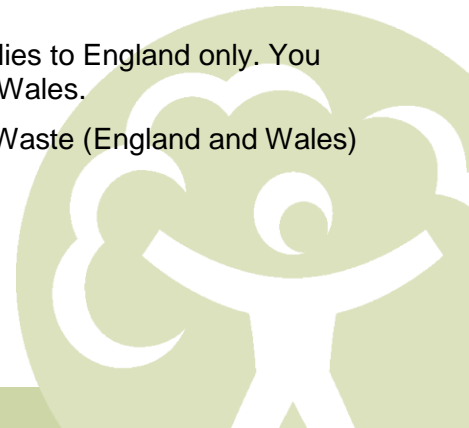 lies to England only. You
Wales.
Waste (England and Wales)